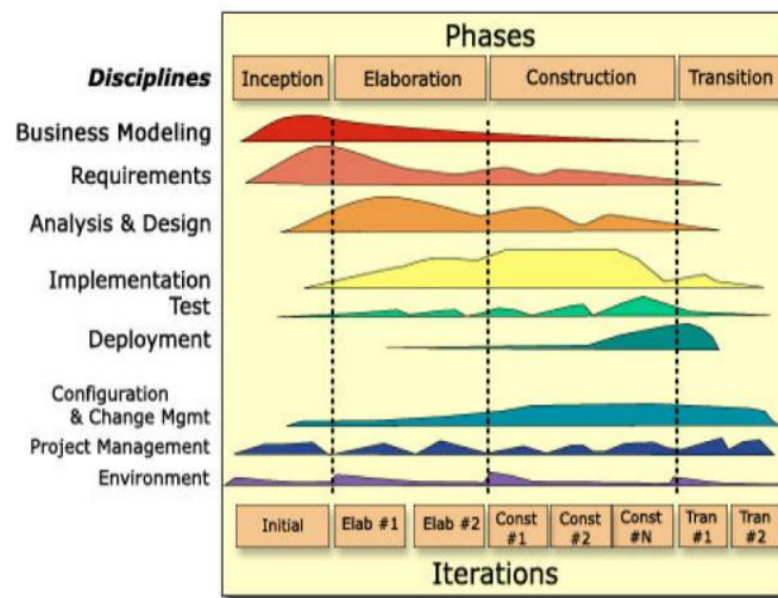 Phases
Disciplines
Inception
Elaboration
Construction
Transition
Business Modeling
Requirements
Analysis & Design
Implementation
Test
Deployment
Configuration
& Change Mgmt
Project Management
Environment
Initial
Elab #1
Elab #2
Const
#1
Const
#2
Const
#N
Tran
#1
Tran
#2
Iterations